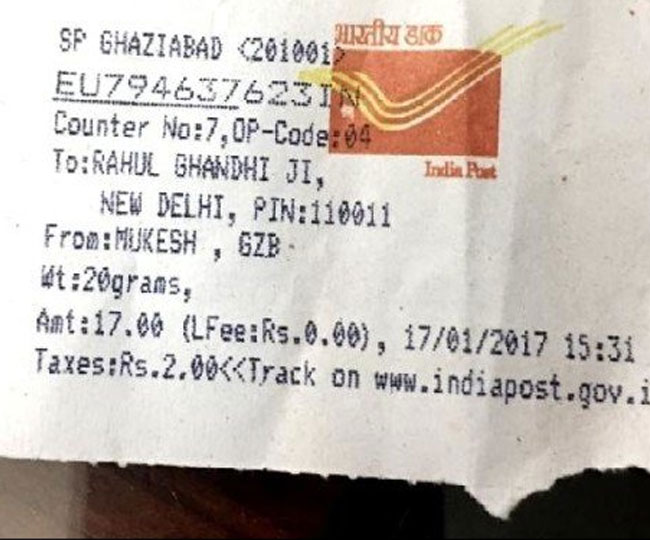 भारतीय डाक
India Post
SP GHAZIABAD <201001>
EU794637623IN
Counter No:7,OP-Code:04
To:RAHUL GHANDHI JI,
NEW DELHI, PIN:110011
From:MUKESH , GZB
Wt:20grams,
Amt:17.00 (LFee:Rs.0.00), 17/01/2017 15:31
Taxes:Rs.2.00<<Track on www.indiapost.gov.i